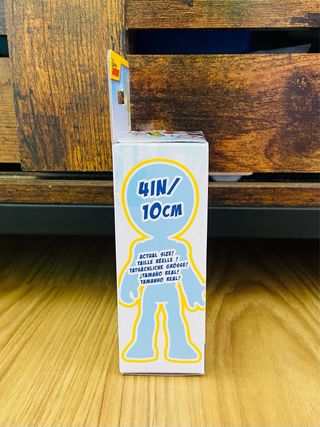 4IN/
10CM
ACTUAL SIZE!
TAILLE RÉELLE !
TATSÄCHLICHE GRÖSSE!
¡TAMAÑO REAL!
TAMANHO REAL!